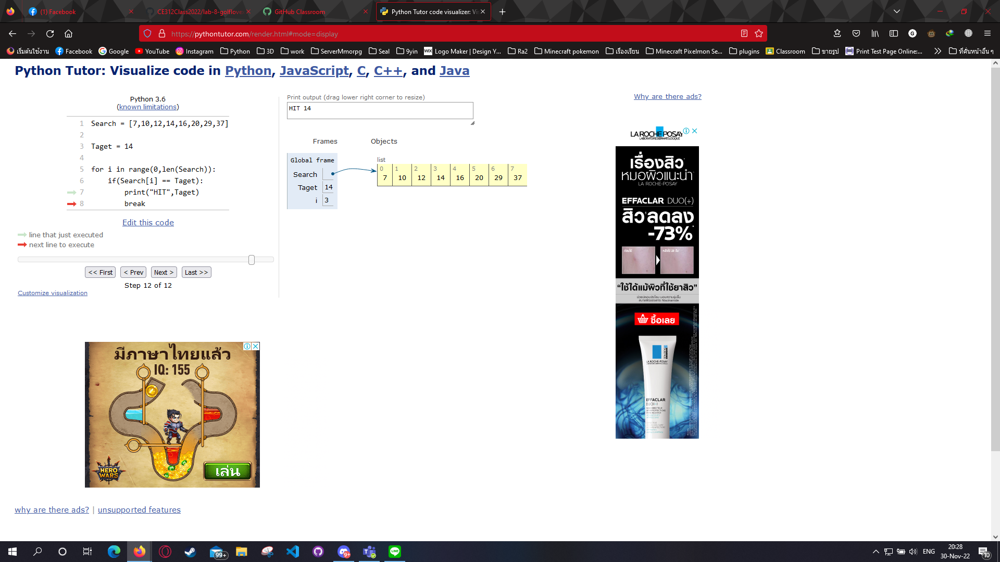 (1) Facebook
CE312Class2022/lab-8-golflove
GitHub Classroom
Python Tutor code visualizer: Vi
https://pythontutor.com/render.html#mode=display
เริ่มต้นใช้งาน
Facebook
Google
YouTube
Instagram
Python
3D
work
ServerMmorpg
Seal
9yin
Logo Maker | Design Y...
Ra2
Minecraft pokemon
เรื่องเรียน
Minecraft Pixelmon Se...
plugins
Classroom
ขายรูป
Print Test Page Online:...
ที่คั่นหน้าอื่น ๆ
Python Tutor: Visualize code in Python, JavaScript, C, C++, and Java
Python 3.6
(known limitations)
1 Search = [7,10,12,14,16,20,29,37]
2
3 Taget = 14
4
5 for i in range(0,len(Search)):
6 if(Search[i] == Taget):
7 print("HIT",Taget)
8 break
Edit this code
line that just executed
next line to execute
<< First
< Prev
Next >
Last >>
Step 12 of 12
Customize visualization
Print output (drag lower right corner to resize)
HIT 14
Frames
Objects
Global frame
Search
Taget 14
i 3
list
0 1 2 3 4 5 6 7
7 10 12 14 16 20 29 37
Why are there ads?
LA ROCHE POSAY
LABORATOIRE DERMATOLOGIQUE
เรื่องสิว
หมอผิวแนะนำ
LA ROCHE-POSAY
EFFACLAR DUO(+)
สิวลดลง
-73%
ก่อนใช้
หลังใช้ 28 วัน
“ใช้ได้แม้ผิวที่ใช้ยาสิว”
ซื้อเลย
LA ROCHE-POSAY
EFFACLAR
DUO(+)
มีภาษาไทยแล้ว
IQ: 155
HERO
WARS
เล่น
why are there ads? | unsupported features
99+
9+
ENG
20:28
30-Nov-22
10